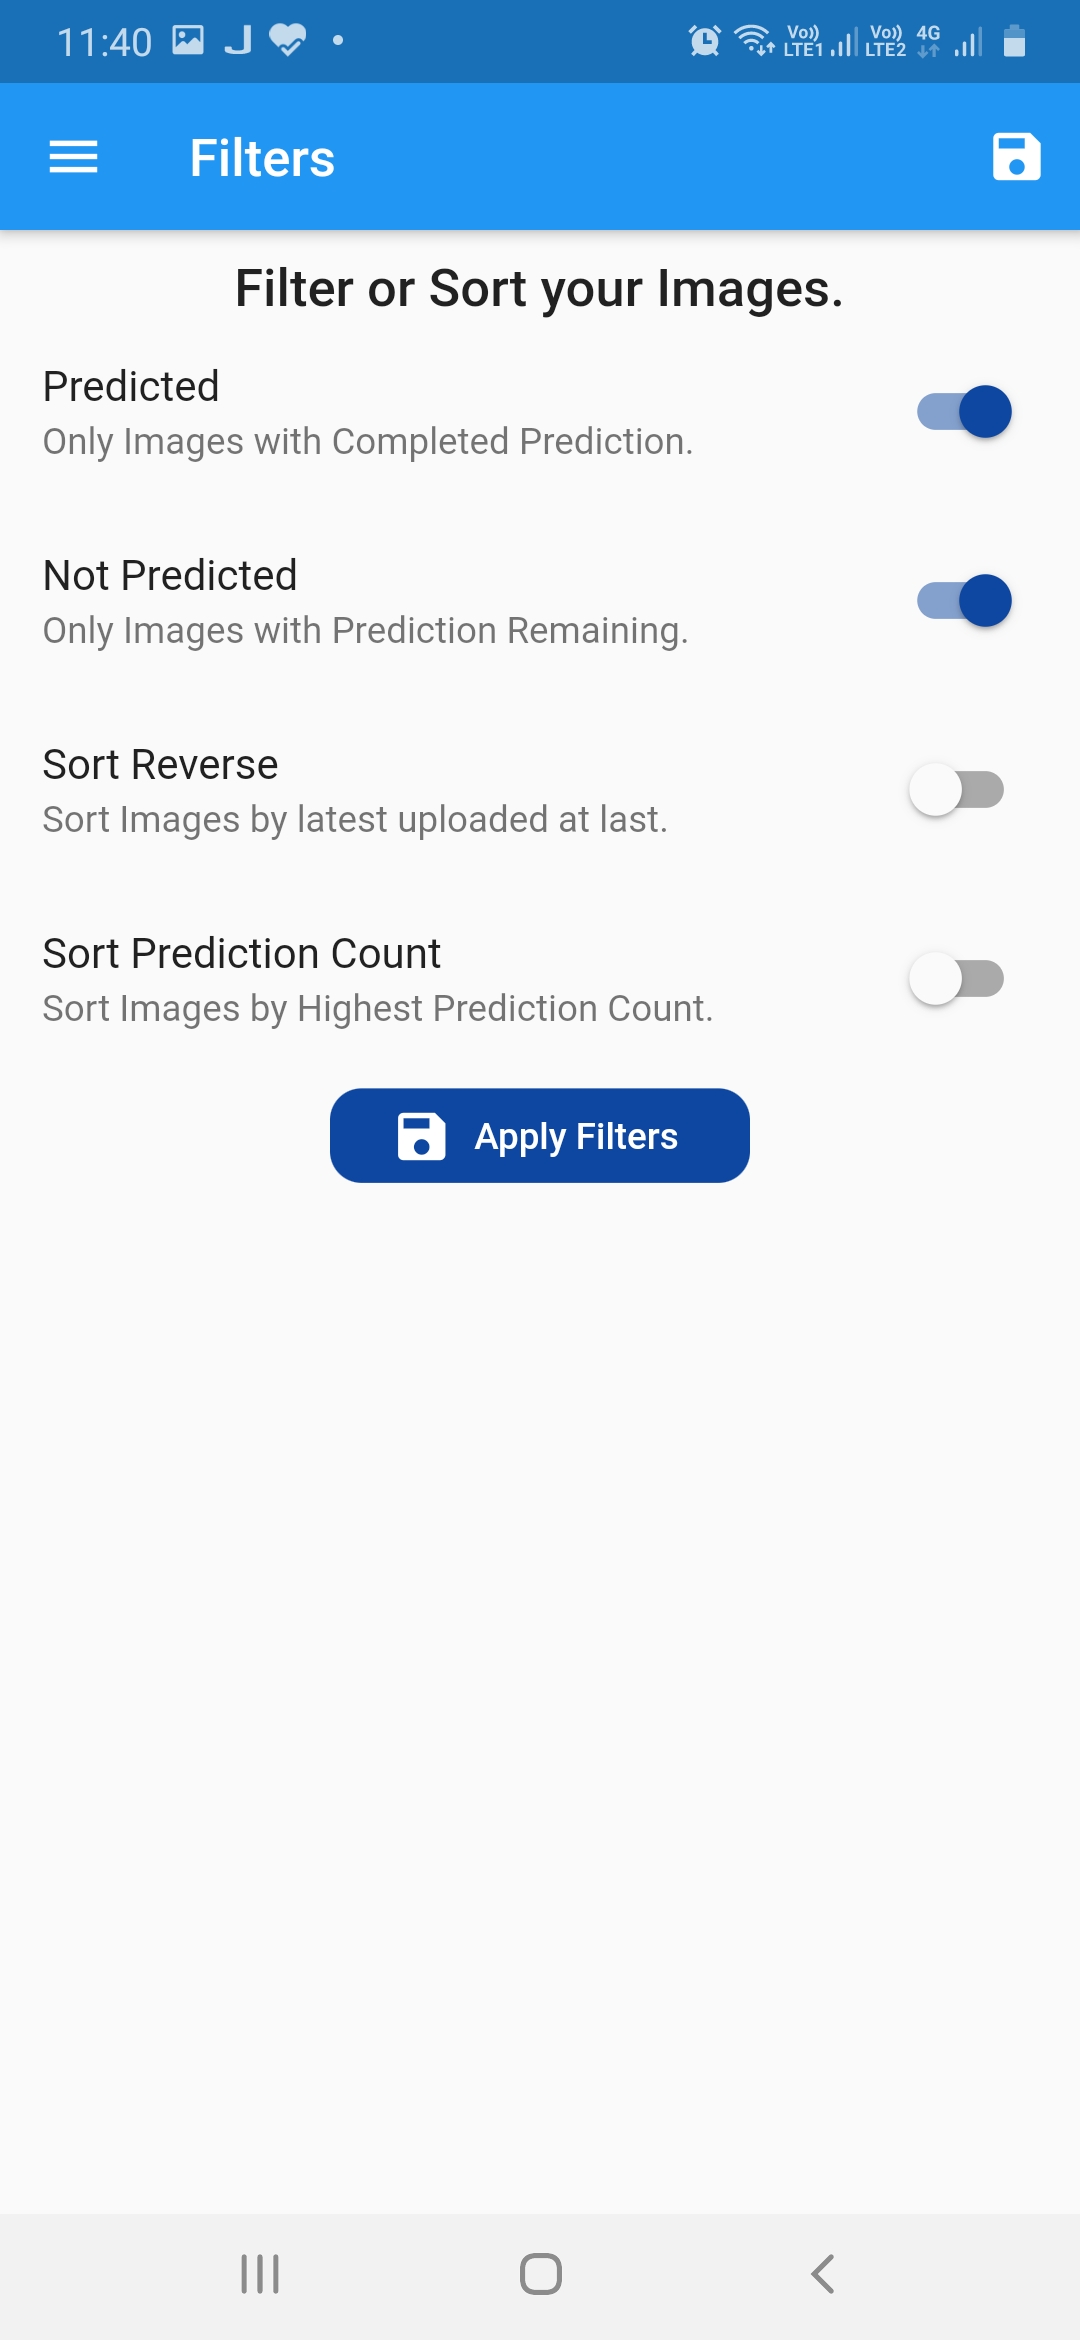 11:40
Vo)) LTE1 Vo)) LTE2 4G
Filters
Filter or Sort your Images.
Predicted
Only Images with Completed Prediction.
Not Predicted
Only Images with Prediction Remaining.
Sort Reverse
Sort Images by latest uploaded at last.
Sort Prediction Count
Sort Images by Highest Prediction Count.
Apply Filters